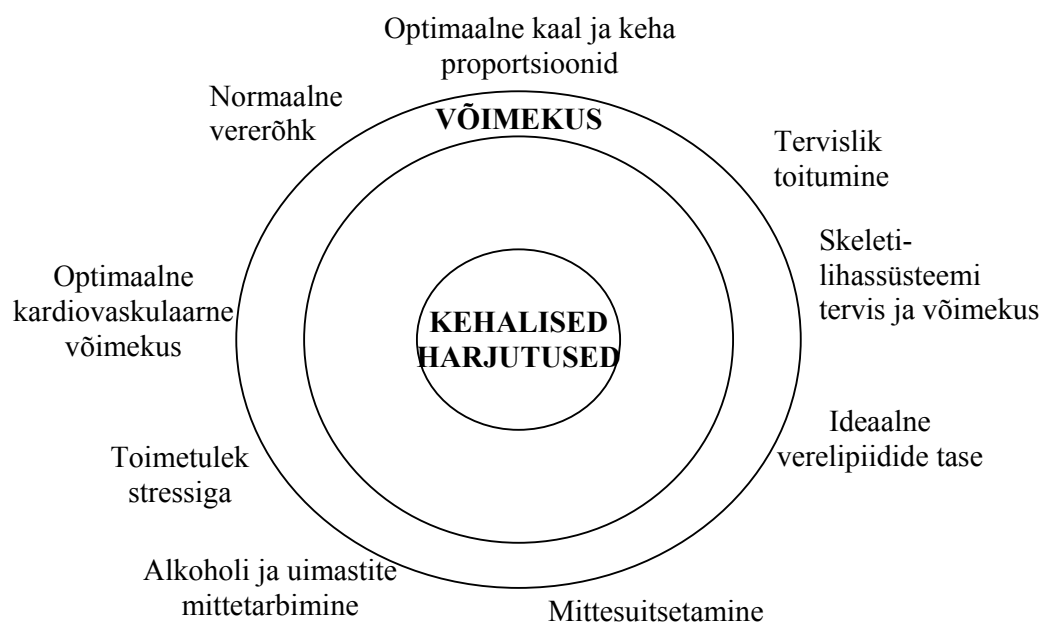 Optimaalne kaal ja keha
proportsioonid
Normaalne
vererõhk
VÕIMEKUS
Tervislik
toitumine
Skeleti-
lihassüsteemi
tervis ja võimekus
Optimaalne
kardiovaskulaarne
võimekus
KEHALISED
HARJUTUSED
Ideaalne
verelipiidide tase
Toimetulek
stressiga
Alkoholi ja uimastite
mittetarbimine
Mittesuitsetamine